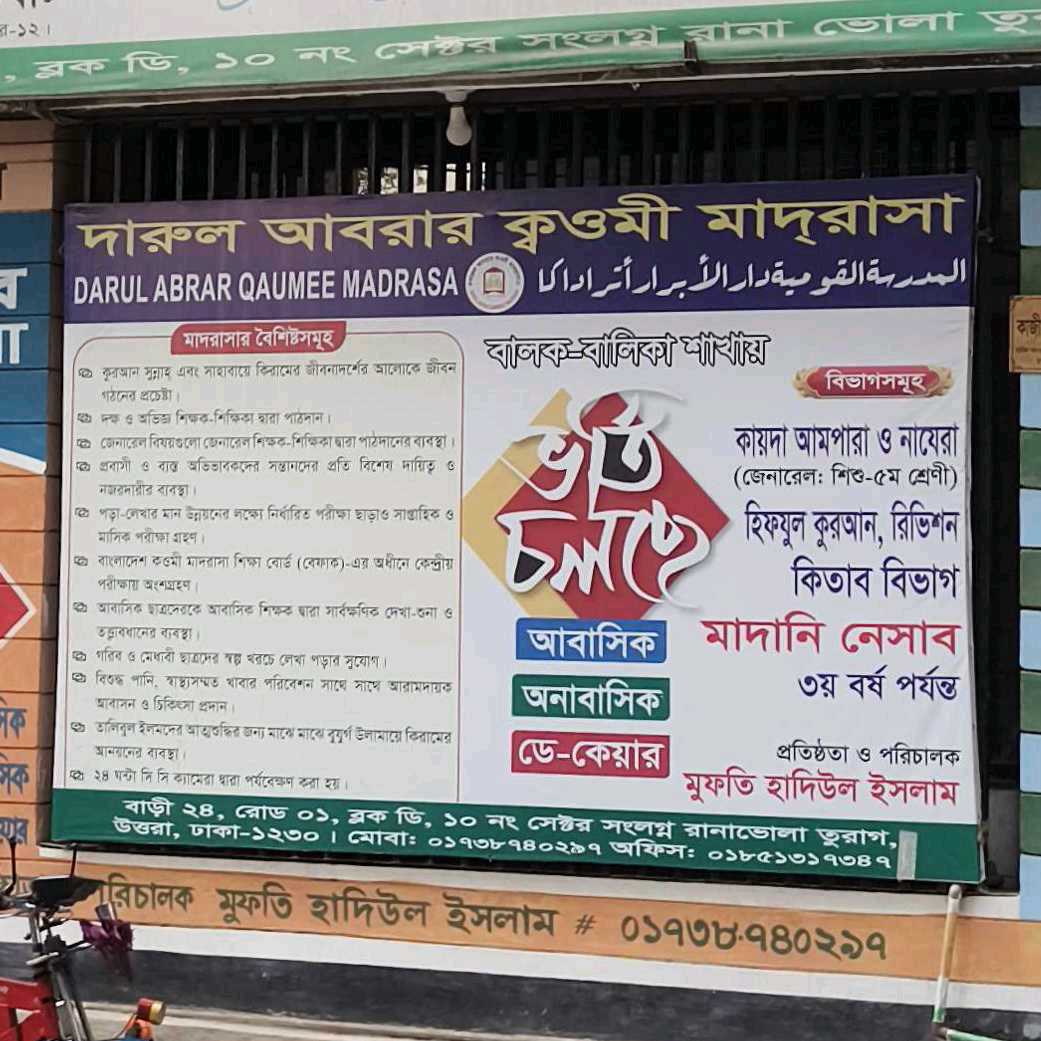 র-১২।
, ব্লক ডি, ১০ নং সেক্টর সংলগ্ন রানা ভোলা তু
দারুল আবরার ক্বওমী মাদ্‌রাসা
DARUL ABRAR QAUMEE MADRASA
المدرسة القومية دار الأبرار أترا داكا
মাদরাসার বৈশিষ্টসমূহ
কুরআন সুন্নাহ্ এবং সাহাবায়ে কিরামের জীবনাদর্শের আলোকে জীবন
গঠনের প্রচেষ্টা।
দক্ষ ও অভিজ্ঞ শিক্ষক-শিক্ষিকা দ্বারা পাঠদান।
জেনারেল বিষয়গুলো জেনারেল শিক্ষক-শিক্ষিকা দ্বারা পাঠদানের ব্যবস্থা।
প্রবাসী ও ব্যস্ত অভিভাবকদের সন্তানদের প্রতি বিশেষ দায়িত্ব ও
নজরদারীর ব্যবস্থা।
পড়া-লেখার মান উন্নয়নের লক্ষ্যে নির্ধারিত পরীক্ষা ছাড়াও সাপ্তাহিক ও
মাসিক পরীক্ষা গ্রহণ।
বাংলাদেশ কওমী মাদরাসা শিক্ষা বোর্ড (বেফাক)-এর অধীনে কেন্দ্রীয়
পরীক্ষায় অংশগ্রহণ।
আবাসিক ছাত্রদেরকে আবাসিক শিক্ষক দ্বারা সার্বক্ষণিক দেখা-শুনা ও
তত্ত্বাবধানের ব্যবস্থা।
গরিব ও মেধাবী ছাত্রদের স্বল্প খরচে লেখা পড়ার সুযোগ।
বিশুদ্ধ পানি, স্বাস্থ্যসম্মত খাবার পরিবেশন সাথে সাথে আরামদায়ক
আবাসন ও চিকিৎসা প্রদান।
তালিবুল ইলমদের আত্মশুদ্ধির জন্য মাঝে মাঝে বুযুর্গ উলামায়ে কিরামের
আনয়নের ব্যবস্থা।
২৪ ঘন্টা সি সি ক্যামেরা দ্বারা পর্যবেক্ষণ করা হয়।
বালক-বালিকা শাখায়
ভর্তি
চলছে
আবাসিক
অনাবাসিক
ডে-কেয়ার
বিভাগসমূহ
কায়দা আমপারা ও নাযেরা
(জেনারেল: শিশু-৫ম শ্রেণী)
হিফযুল কুরআন, রিভিশন
কিতাব বিভাগ
মাদানি নেসাব
৩য় বর্ষ পর্যন্ত
প্রতিষ্ঠতা ও পরিচালক
মুফতি হাদিউল ইসলাম
বাড়ী ২৪, রোড ০১, ব্লক ডি, ১০ নং সেক্টর সংলগ্ন রানাভোলা তুরাগ,
উত্তরা, ঢাকা-১২৩০। মোবা: ০১৭৩৮৭৪০২৯৭ অফিস: ০১৮৫১৩১৭৩৪৭
রিচালক মুফতি হাদিউল ইসলাম # ০১৭৩৮-৭৪০২৯৭